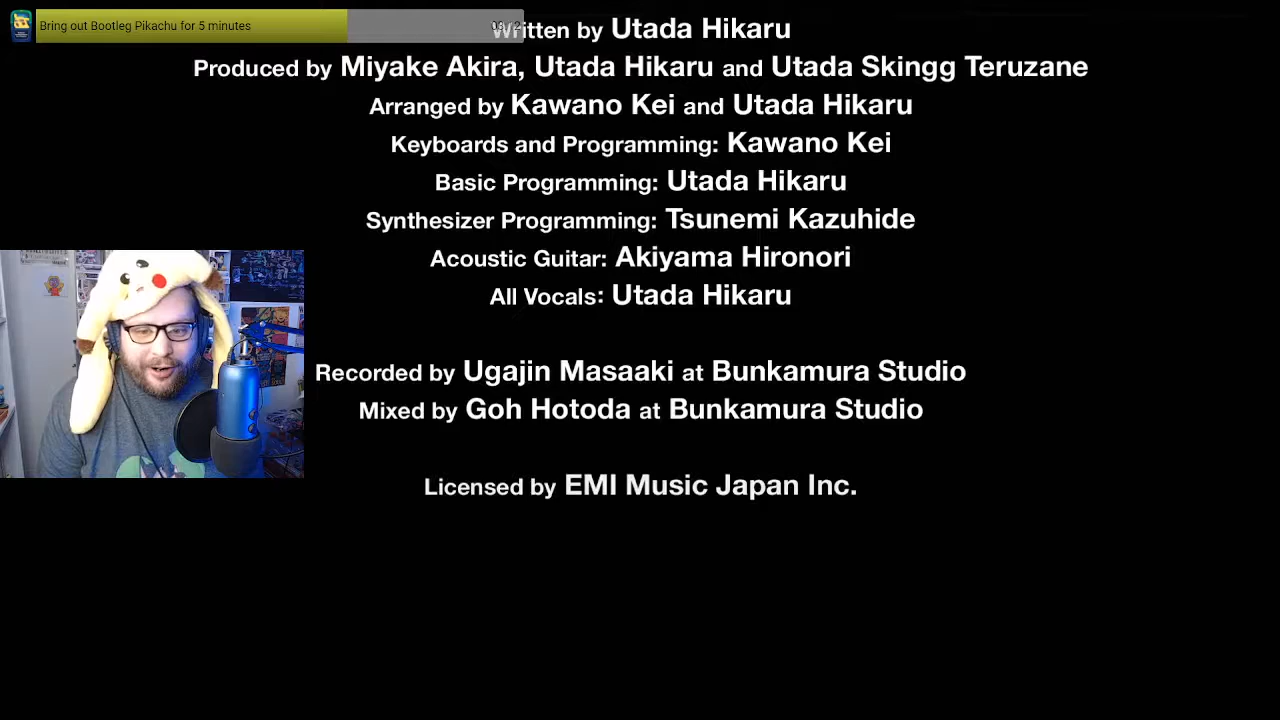 Bring out Bootleg Pikachu for 5 minutes
Written by Utada Hikaru
Produced by Miyake Akira, Utada Hikaru and Utada Skingg Teruzane
Arranged by Kawano Kei and Utada Hikaru
Keyboards and Programming: Kawano Kei
Basic Programming: Utada Hikaru
Synthesizer Programming: Tsunemi Kazuhide
Acoustic Guitar: Akiyama Hironori
All Vocals: Utada Hikaru
Recorded by Ugajin Masaaki at Bunkamura Studio
Mixed by Goh Hotoda at Bunkamura Studio
Licensed by EMI Music Japan Inc.